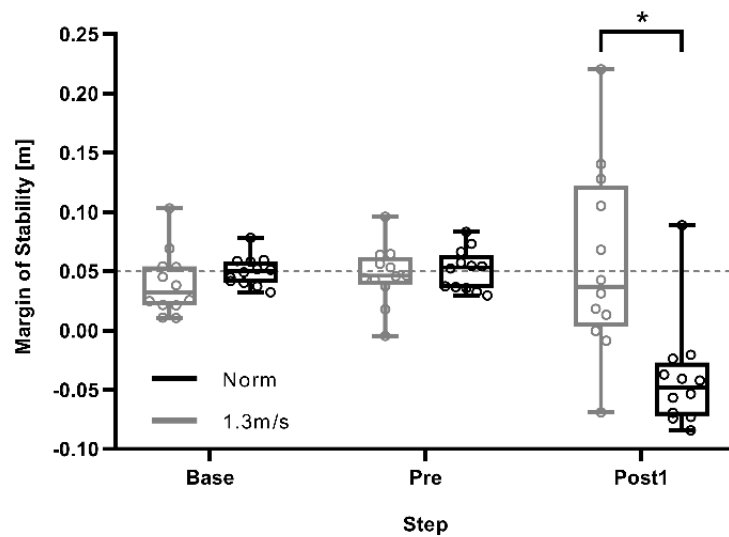 *
0.25
0.20
0.15
0.10
0.05
0.00
-0.05
-0.10
Margin of Stability [m]
Norm
1.3m/s
Base Pre Post1
Step